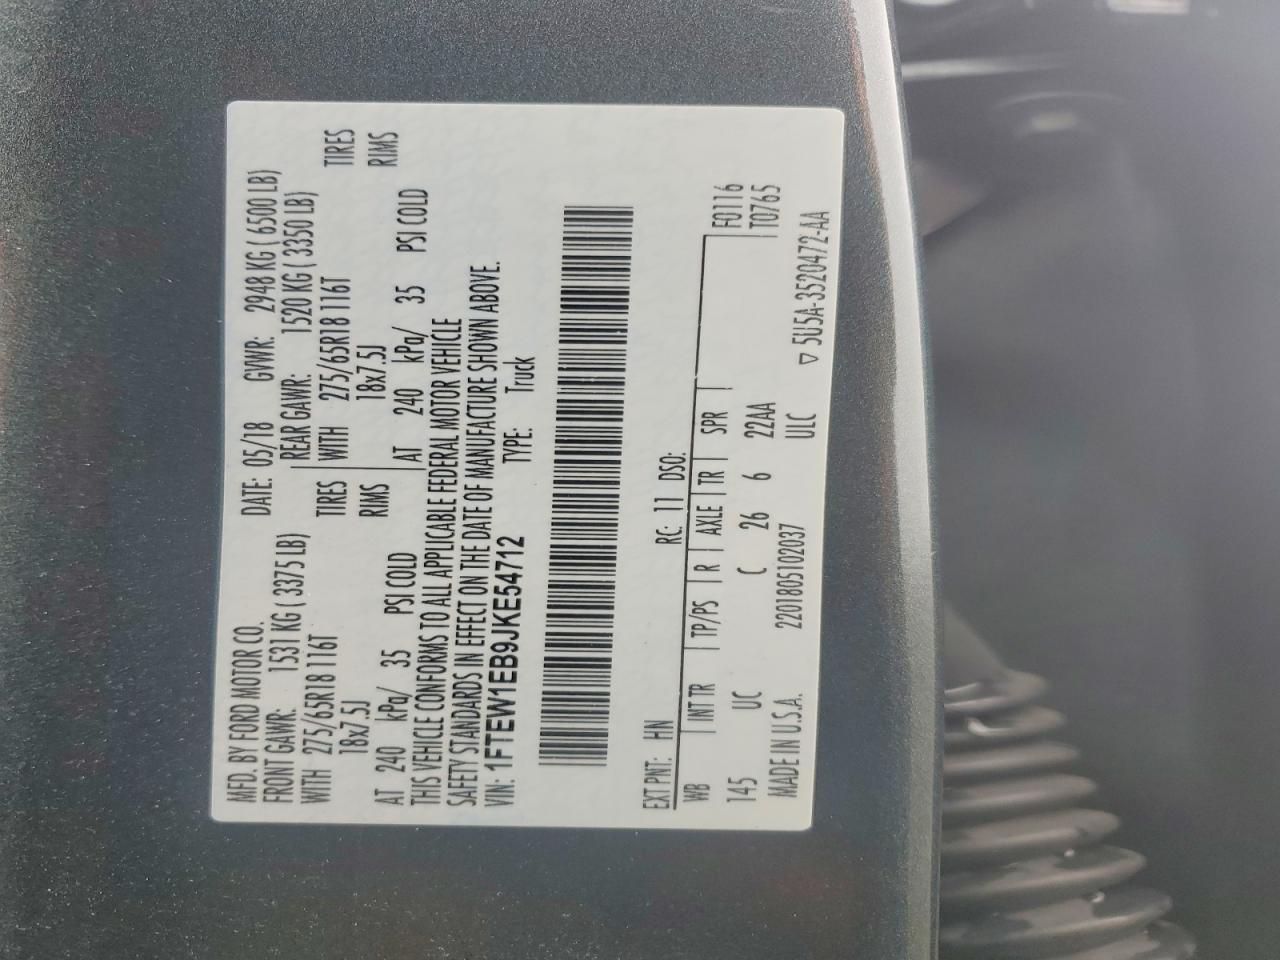 MFD. BY FORD MOTOR CO. DATE: 05/18 GVWR: 2948 KG ( 6500 LB)
FRONT GAWR: 1531 KG ( 3375 LB) REAR GAWR: 1520 KG ( 3350 LB)
WITH 275/65R18 116T TIRES WITH 275/65R18 116T TIRES
18x7.5J RIMS 18x7.5J RIMS
AT 240 kPa/ 35 PSI COLD AT 240 kPa/ 35 PSI COLD
THIS VEHICLE CONFORMS TO ALL APPLICABLE FEDERAL MOTOR VEHICLE
SAFETY STANDARDS IN EFFECT ON THE DATE OF MANUFACTURE SHOWN ABOVE.
VIN: 1FTEW1EB9JKE54712 TYPE: Truck
EXT PNT: HN RC: 11 DSO:
WB | INT TR | TP/PS | R | AXLE | TR | SPR | F0116
145 UC C 26 6 22AA T0765
MADE IN U.S.A. 2201805102037 ULC ▽ 5U5A-3520472-AA